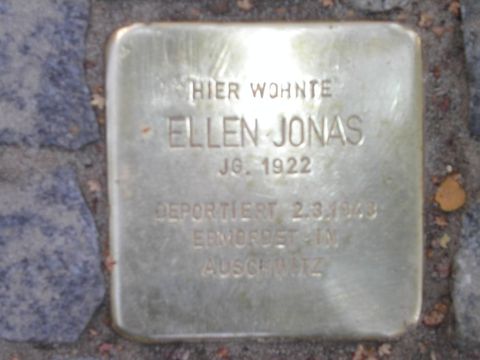 HIER WOHNTE
ELLEN JONAS
JG. 1922
DEPORTIERT 2.3.1943
ERMORDET IN
AUSCHWITZ